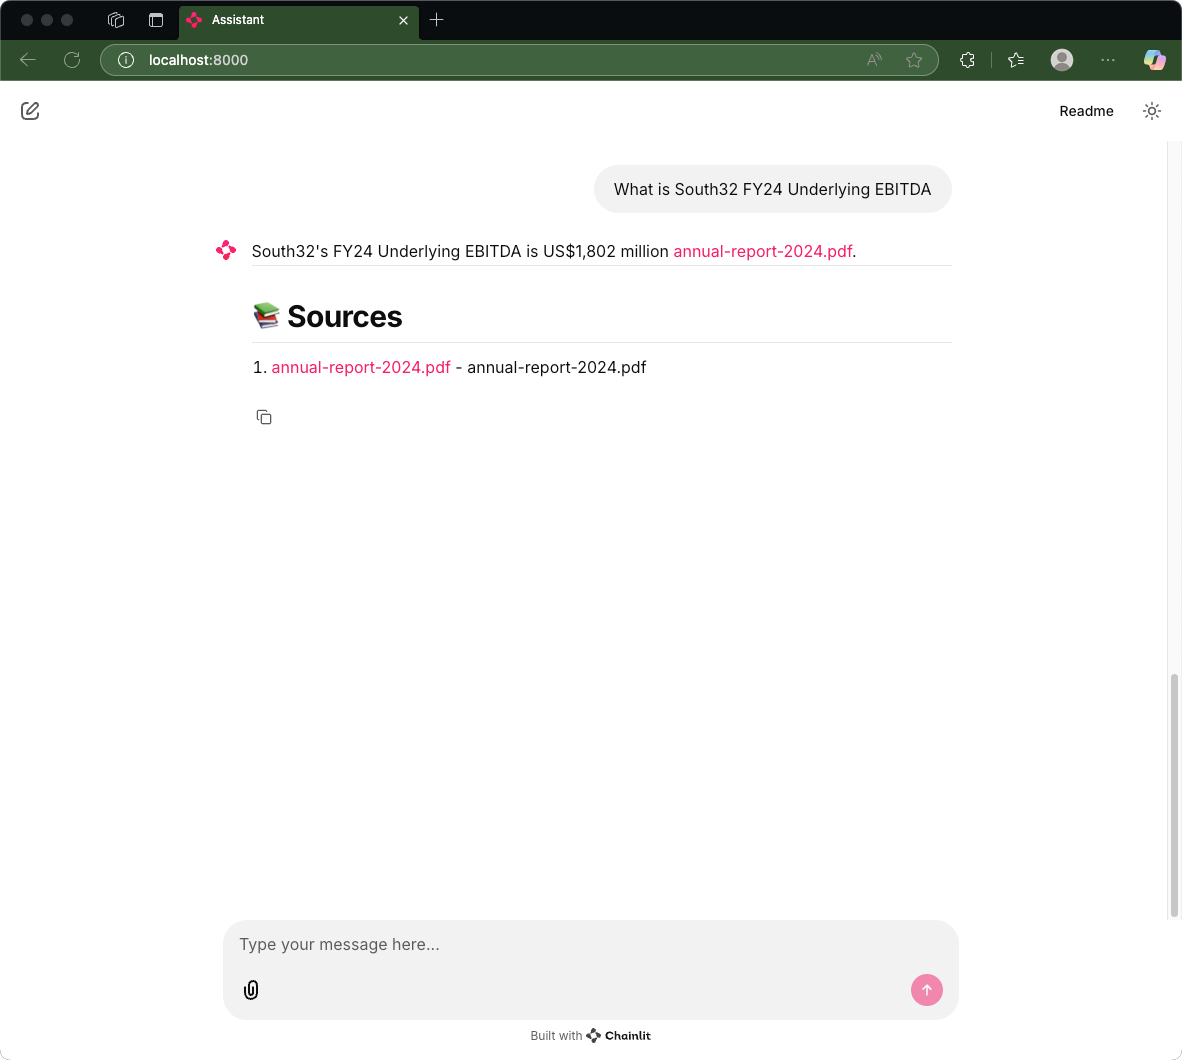 Assistant
localhost:8000
Readme
What is South32 FY24 Underlying EBITDA
South32's FY24 Underlying EBITDA is US$1,802 million annual-report-2024.pdf.
📚 Sources
1. annual-report-2024.pdf - annual-report-2024.pdf
Type your message here...
Built with Chainlit